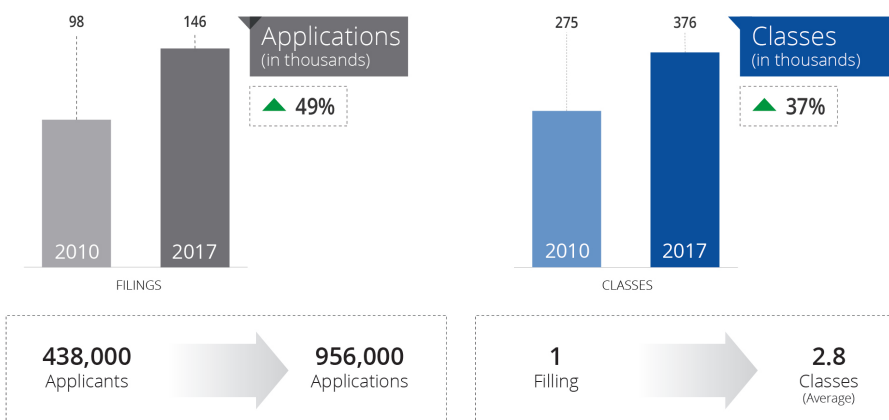 98
146
Applications
(in thousands)
49%
2010
2017
FILINGS
275
376
Classes
(in thousands)
37%
2010
2017
CLASSES
438,000
Applicants
956,000
Applications
1
Filling
2.8
Classes
(Average)